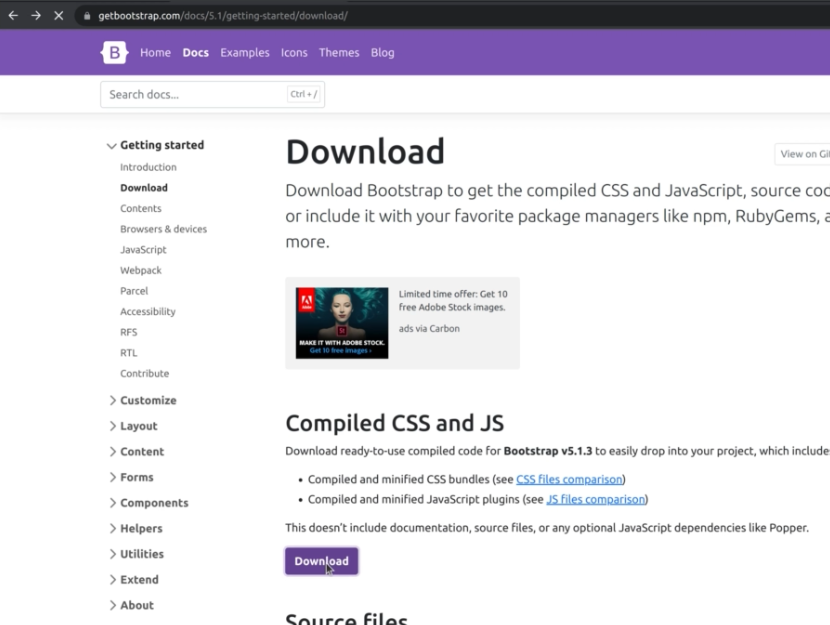 getbootstrap.com/docs/5.1/getting-started/download/
B Home Docs Examples Icons Themes Blog
Search docs... Ctrl + /
Getting started
Introduction
Download
Contents
Browsers & devices
JavaScript
Webpack
Parcel
Accessibility
RFS
RTL
Contribute
Customize
Layout
Content
Forms
Components
Helpers
Utilities
Extend
About
Download
View on Gi
Download Bootstrap to get the compiled CSS and JavaScript, source cod
or include it with your favorite package managers like npm, RubyGems, a
more.
MAKE IT WITH ADOBE STOCK.
Get 10 free images ›
Limited time offer: Get 10
free Adobe Stock images.
ads via Carbon
Compiled CSS and JS
Download ready-to-use compiled code for Bootstrap v5.1.3 to easily drop into your project, which includes
• Compiled and minified CSS bundles (see CSS files comparison)
• Compiled and minified JavaScript plugins (see JS files comparison)
This doesn't include documentation, source files, or any optional JavaScript dependencies like Popper.
Download
Source files